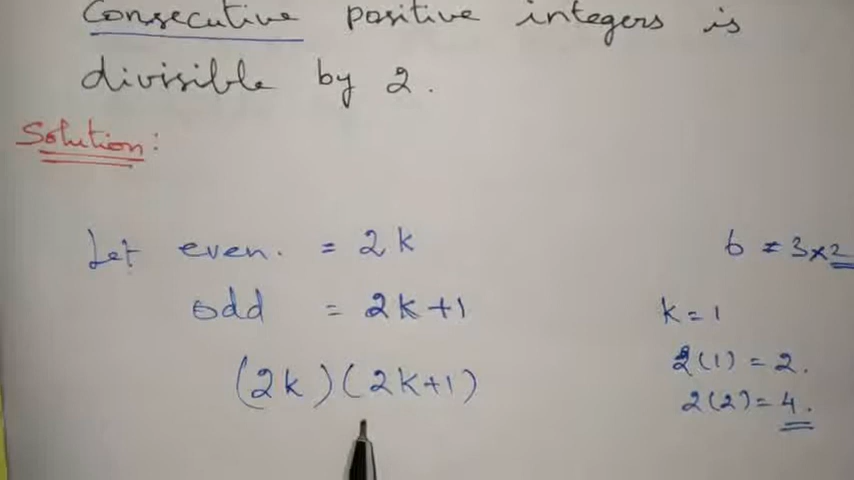 Consecutive positive integers is
divisible by 2.
Solution:
Let even. = 2k
odd = 2k+1
(2k)(2k+1)
6 = 3×2
k=1
2(1) = 2.
2(2)=4.